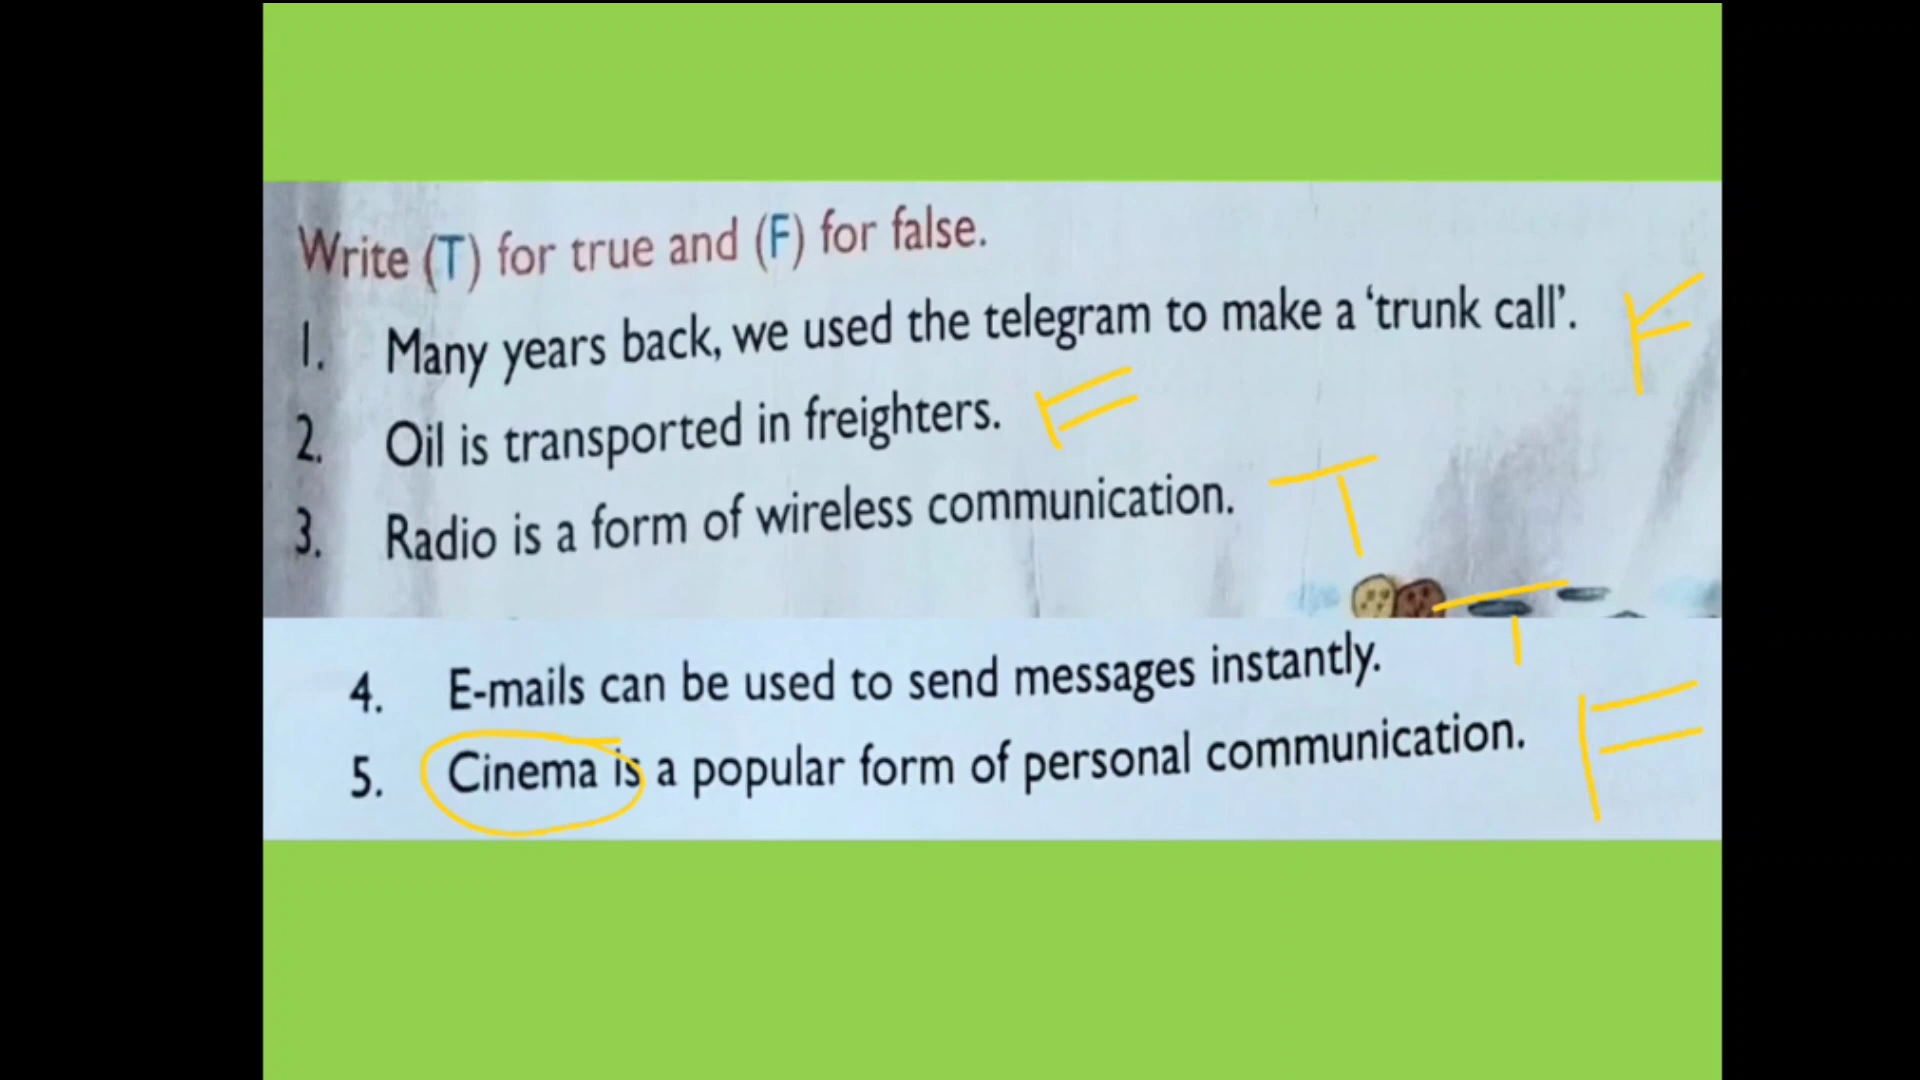 Write (T) for true and (F) for false.
1. Many years back, we used the telegram to make a ‘trunk call’. F
2. Oil is transported in freighters. F
3. Radio is a form of wireless communication. T
4. E-mails can be used to send messages instantly. T
5. Cinema is a popular form of personal communication. F